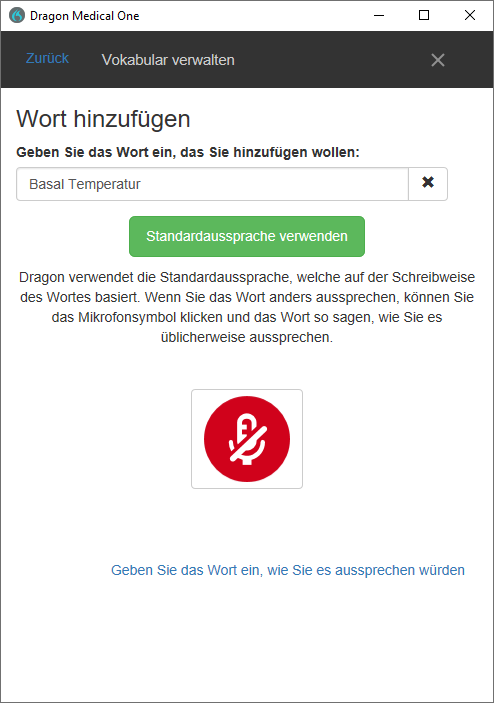 Dragon Medical One
Zurück Vokabular verwalten
Wort hinzufügen
Geben Sie das Wort ein, das Sie hinzufügen wollen:
Basal Temperatur
Standardaussprache verwenden
Dragon verwendet die Standardaussprache, welche auf der Schreibweise
des Wortes basiert. Wenn Sie das Wort anders aussprechen, können Sie
das Mikrofonsymbol klicken und das Wort so sagen, wie Sie es
üblicherweise aussprechen.
Geben Sie das Wort ein, wie Sie es aussprechen würden